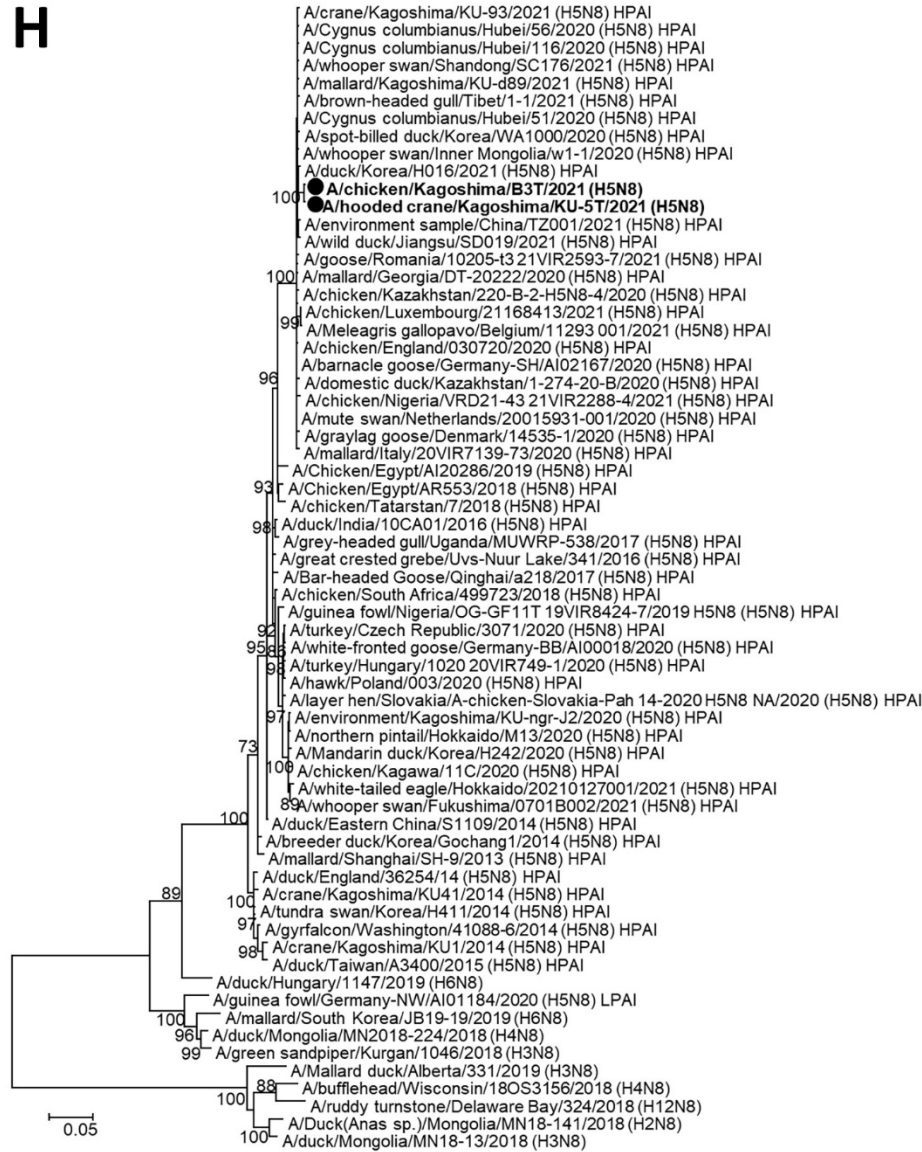 H
A/crane/Kagoshima/KU-93/2021 (H5N8) HPAI
A/Cygnus columbianus/Hubei/56/2020 (H5N8) HPAI
A/Cygnus columbianus/Hubei/116/2020 (H5N8) HPAI
A/whooper swan/Shandong/SC176/2021 (H5N8) HPAI
A/mallard/Kagoshima/KU-d89/2021 (H5N8) HPAI
A/brown-headed gull/Tibet/1-1/2021 (H5N8) HPAI
A/Cygnus columbianus/Hubei/51/2020 (H5N8) HPAI
A/spot-billed duck/Korea/WA1000/2020 (H5N8) HPAI
A/whooper swan/Inner Mongolia/w1-1/2020 (H5N8) HPAI
A/duck/Korea/H016/2021 (H5N8) HPAI
A/chicken/Kagoshima/B3T/2021 (H5N8)
100 A/hooded crane/Kagoshima/KU-5T/2021 (H5N8)
A/environment sample/China/TZ001/2021 (H5N8) HPAI
A/wild duck/Jiangsu/SD019/2021 (H5N8) HPAI
A/goose/Romania/10205-t3 21VIR2593-7/2021 (H5N8) HPAI
100 A/mallard/Georgia/DT-20222/2020 (H5N8) HPAI
A/chicken/Kazakhstan/220-B-2-H5N8-4/2020 (H5N8) HPAI
A/chicken/Luxembourg/21168413/2021 (H5N8) HPAI
99 A/Meleagris gallopavo/Belgium/11293 001/2021 (H5N8) HPAI
A/chicken/England/030720/2020 (H5N8) HPAI
A/barnacle goose/Germany-SH/AI02167/2020 (H5N8) HPAI
96 A/domestic duck/Kazakhstan/1-274-20-B/2020 (H5N8) HPAI
A/chicken/Nigeria/VRD21-43 21VIR2288-4/2021 (H5N8) HPAI
A/mute swan/Netherlands/20015931-001/2020 (H5N8) HPAI
A/graylag goose/Denmark/14535-1/2020 (H5N8) HPAI
A/mallard/Italy/20VIR7139-73/2020 (H5N8) HPAI
A/Chicken/Egypt/AI20286/2019 (H5N8) HPAI
93 A/Chicken/Egypt/AR553/2018 (H5N8) HPAI
A/chicken/Tatarstan/7/2018 (H5N8) HPAI
98 A/duck/India/10CA01/2016 (H5N8) HPAI
A/grey-headed gull/Uganda/MUWRP-538/2017 (H5N8) HPAI
A/great crested grebe/Uvs-Nuur Lake/341/2016 (H5N8) HPAI
A/Bar-headed Goose/Qinghai/a218/2017 (H5N8) HPAI
A/chicken/South Africa/499723/2018 (H5N8) HPAI
A/guinea fowl/Nigeria/OG-GF11T 19VIR8424-7/2019 H5N8 (H5N8) HPAI
92 A/turkey/Czech Republic/3071/2020 (H5N8) HPAI
95 86 A/white-fronted goose/Germany-BB/AI00018/2020 (H5N8) HPAI
98 A/turkey/Hungary/1020 20VIR749-1/2020 (H5N8) HPAI
A/hawk/Poland/003/2020 (H5N8) HPAI
A/layer hen/Slovakia/A-chicken-Slovakia-Pah 14-2020 H5N8 NA/2020 (H5N8) HPAI
97 A/environment/Kagoshima/KU-ngr-J2/2020 (H5N8) HPAI
A/northern pintail/Hokkaido/M13/2020 (H5N8) HPAI
73 A/Mandarin duck/Korea/H242/2020 (H5N8) HPAI
100 A/chicken/Kagawa/11C/2020 (H5N8) HPAI
A/white-tailed eagle/Hokkaido/20210127001/2021 (H5N8) HPAI
89 A/whooper swan/Fukushima/0701B002/2021 (H5N8) HPAI
100 A/duck/Eastern China/S1109/2014 (H5N8) HPAI
A/breeder duck/Korea/Gochang1/2014 (H5N8) HPAI
A/mallard/Shanghai/SH-9/2013 (H5N8) HPAI
A/duck/England/36254/14 (H5N8) HPAI
89 100 A/crane/Kagoshima/KU41/2014 (H5N8) HPAI
A/tundra swan/Korea/H411/2014 (H5N8) HPAI
97 A/gyrfalcon/Washington/41088-6/2014 (H5N8) HPAI
98 A/crane/Kagoshima/KU1/2014 (H5N8) HPAI
A/duck/Taiwan/A3400/2015 (H5N8) HPAI
A/duck/Hungary/1147/2019 (H6N8)
A/guinea fowl/Germany-NW/AI01184/2020 (H5N8) LPAI
100 A/mallard/South Korea/JB19-19/2019 (H6N8)
96 A/duck/Mongolia/MN2018-224/2018 (H4N8)
99 A/green sandpiper/Kurgan/1046/2018 (H3N8)
A/Mallard duck/Alberta/331/2019 (H3N8)
88 A/bufflehead/Wisconsin/18OS3156/2018 (H4N8)
100 A/ruddy turnstone/Delaware Bay/324/2018 (H12N8)
A/Duck(Anas sp.)/Mongolia/MN18-141/2018 (H2N8)
100 A/duck/Mongolia/MN18-13/2018 (H3N8)
0.05